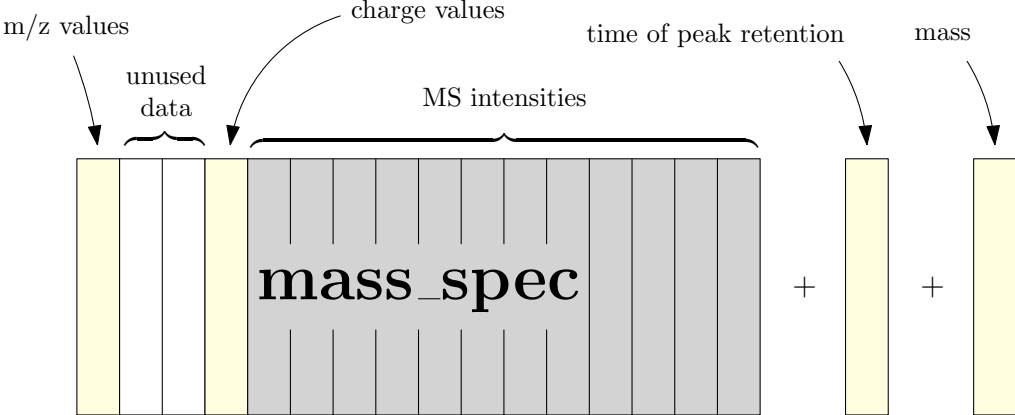 m/z values
charge values
time of peak retention
mass
unused
data
MS intensities
mass_spec
+
+